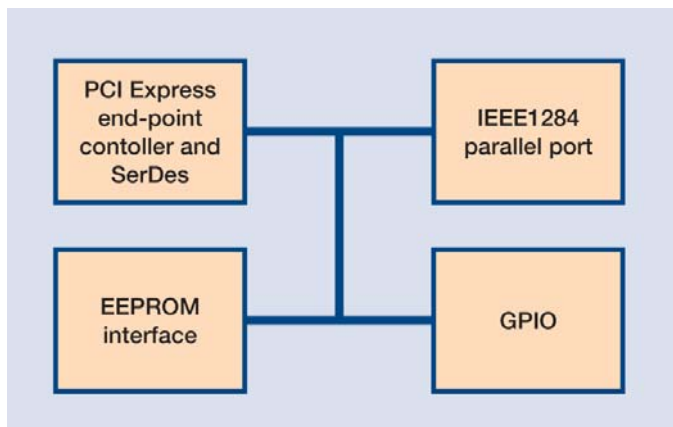 PCI Express
end-point
contoller and
SerDes
IEEE1284
parallel port
EEPROM
interface
GPIO